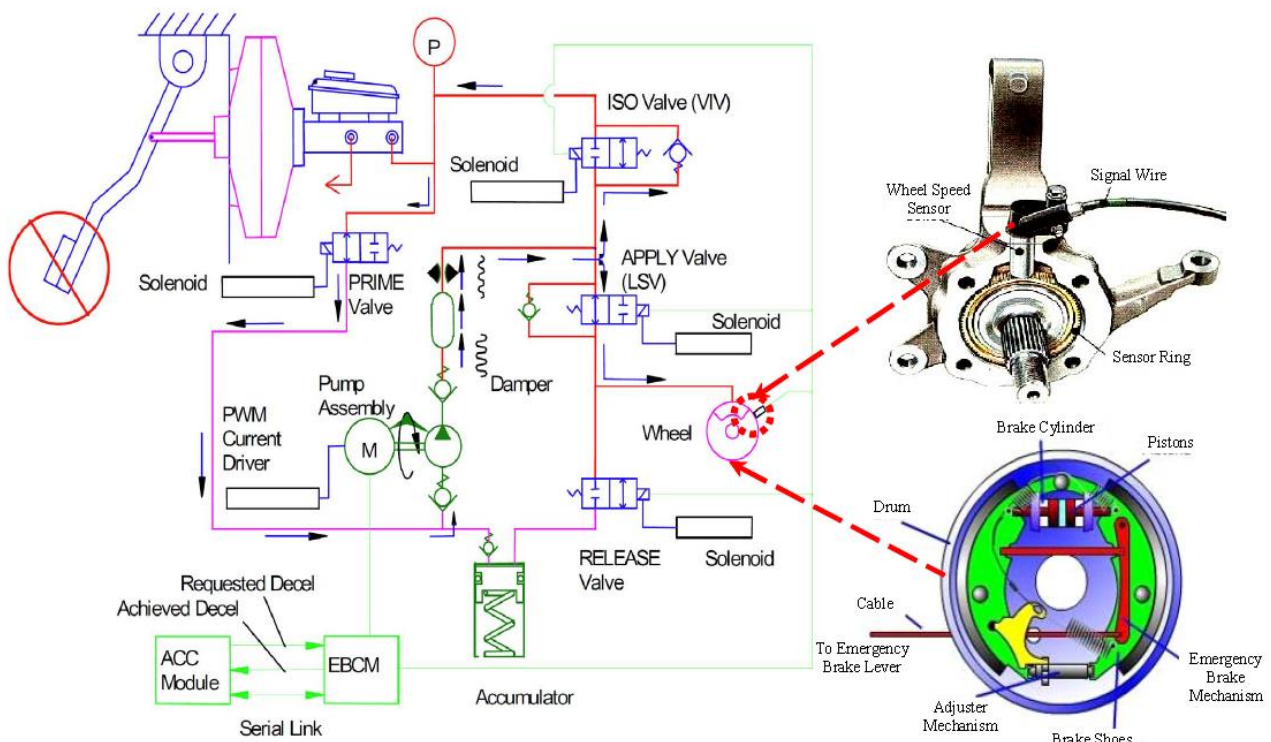 P
ISO Valve (VIV)
Solenoid
Solenoid
PRIME
Valve
APPLY Valve
(LSV)
Solenoid
Damper
Pump
Assembly
PWM
Current
Driver
M
Wheel
RELEASE
Valve
Solenoid
Requested Decel
Achieved Decel
ACC
Module
EBCM
Serial Link
Accumulator
Wheel Speed
Sensor
Signal Wire
Sensor Ring
Brake Cylinder
Pistons
Drum
Cable
To Emergency
Brake Lever
Adjuster
Mechanism
Emergency
Brake
Mechanism
Brake Shoes